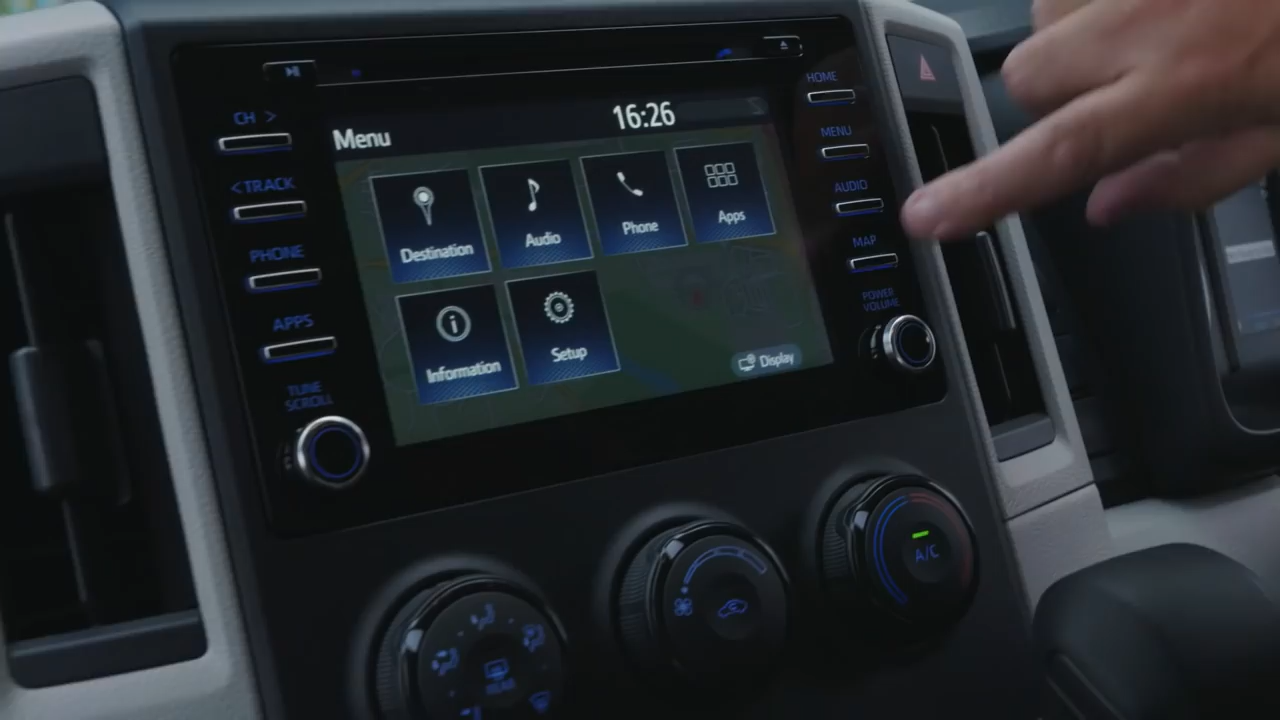 16:26
Menu
CH >
< TRACK
PHONE
APPS
TUNE
SCROLL
Destination
Audio
Phone
Apps
Information
Setup
Display
HOME
MENU
AUDIO
MAP
POWER
VOLUME
A/C
REAR